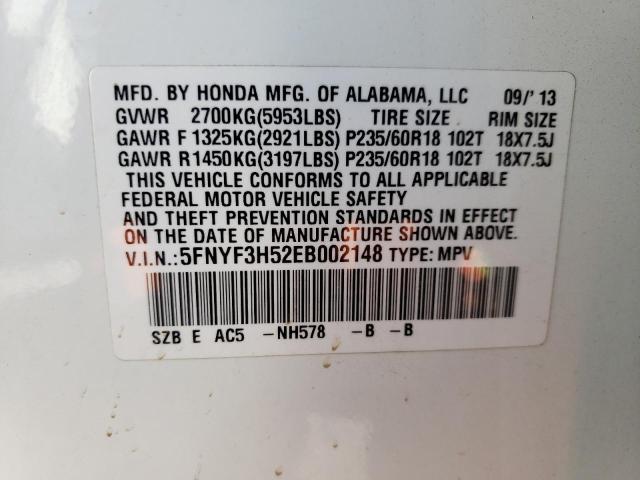 MFD. BY HONDA MFG. OF ALABAMA, LLC 09/' 13
GVWR 2700KG(5953LBS) TIRE SIZE RIM SIZE
GAWR F 1325KG(2921LBS) P235/60R18 102T 18X7.5J
GAWR R 1450KG(3197LBS) P235/60R18 102T 18X7.5J
THIS VEHICLE CONFORMS TO ALL APPLICABLE
FEDERAL MOTOR VEHICLE SAFETY
AND THEFT PREVENTION STANDARDS IN EFFECT
ON THE DATE OF MANUFACTURE SHOWN ABOVE.
V.I.N.:5FNYF3H52EB002148 TYPE: MPV
SZB E AC5 -NH578 -B -B